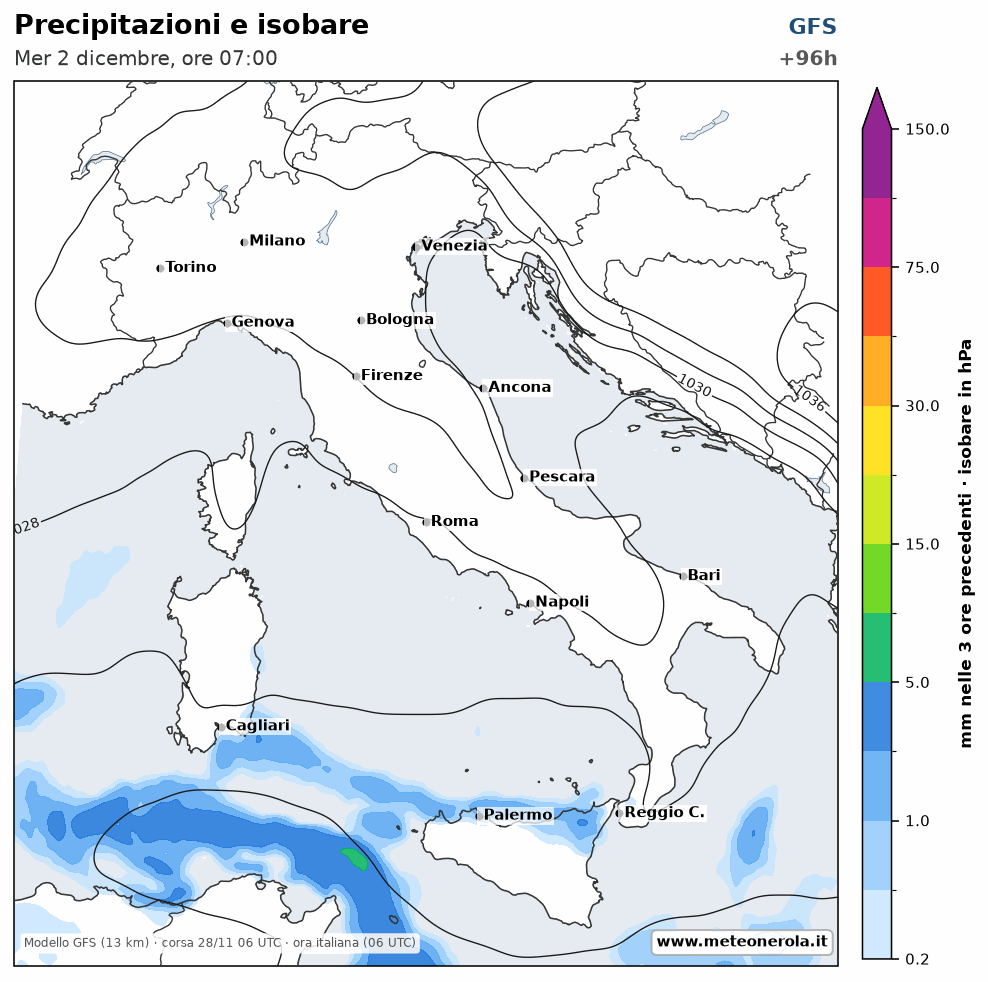 Precipitazioni e isobare
GFS
Mer 2 dicembre, ore 07:00
+96h
150.0
75.0
30.0
15.0
5.0
1.0
0.2
mm nelle 3 ore precedenti · isobare in hPa
Milano
Venezia
Torino
Genova
Bologna
Firenze
Ancona
1030
1036
Pescara
028
Roma
Bari
Napoli
Cagliari
Palermo
Reggio C.
Modello GFS (13 km) · corsa 28/11 06 UTC · ora italiana (06 UTC)
www.meteonerola.it